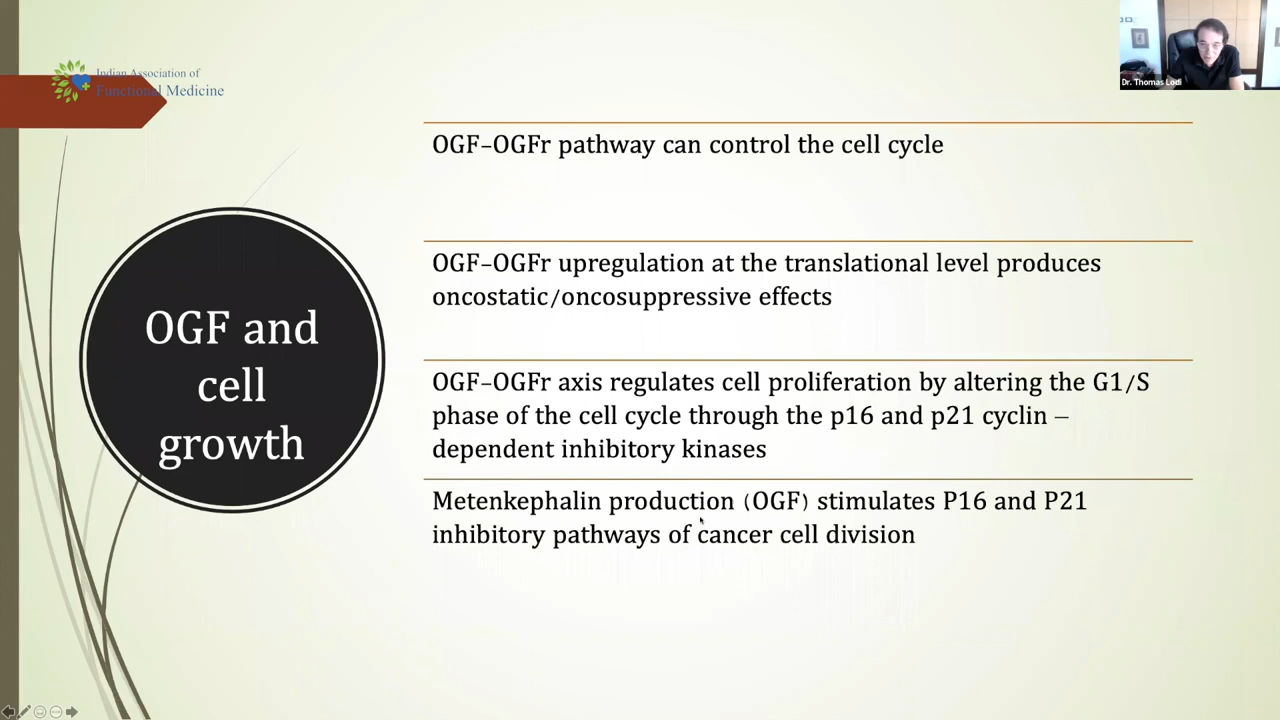 Indian Association of
Functional Medicine
Dr. Thomas Lodi
OGF and
cell
growth
OGF–OGFr pathway can control the cell cycle
OGF–OGFr upregulation at the translational level produces
oncostatic/oncosuppressive effects
OGF–OGFr axis regulates cell proliferation by altering the G1/S
phase of the cell cycle through the p16 and p21 cyclin –
dependent inhibitory kinases
Metenkephalin production (OGF) stimulates P16 and P21
inhibitory pathways of cancer cell division